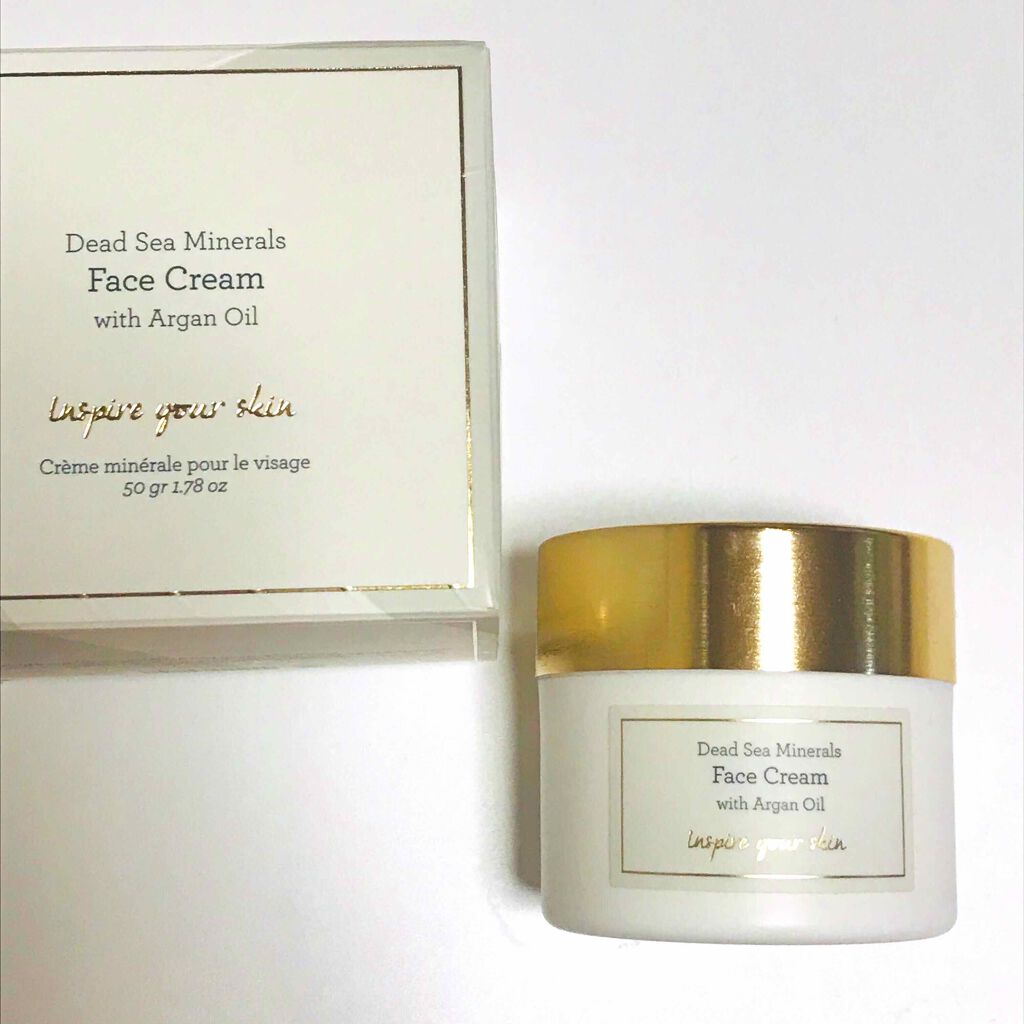 Dead Sea Minerals
Face Cream
with Argan Oil
Inspire your skin
Crème minérale pour le visage
50 gr 1.78 oz
Dead Sea Minerals
Face Cream
with Argan Oil
Inspire your skin